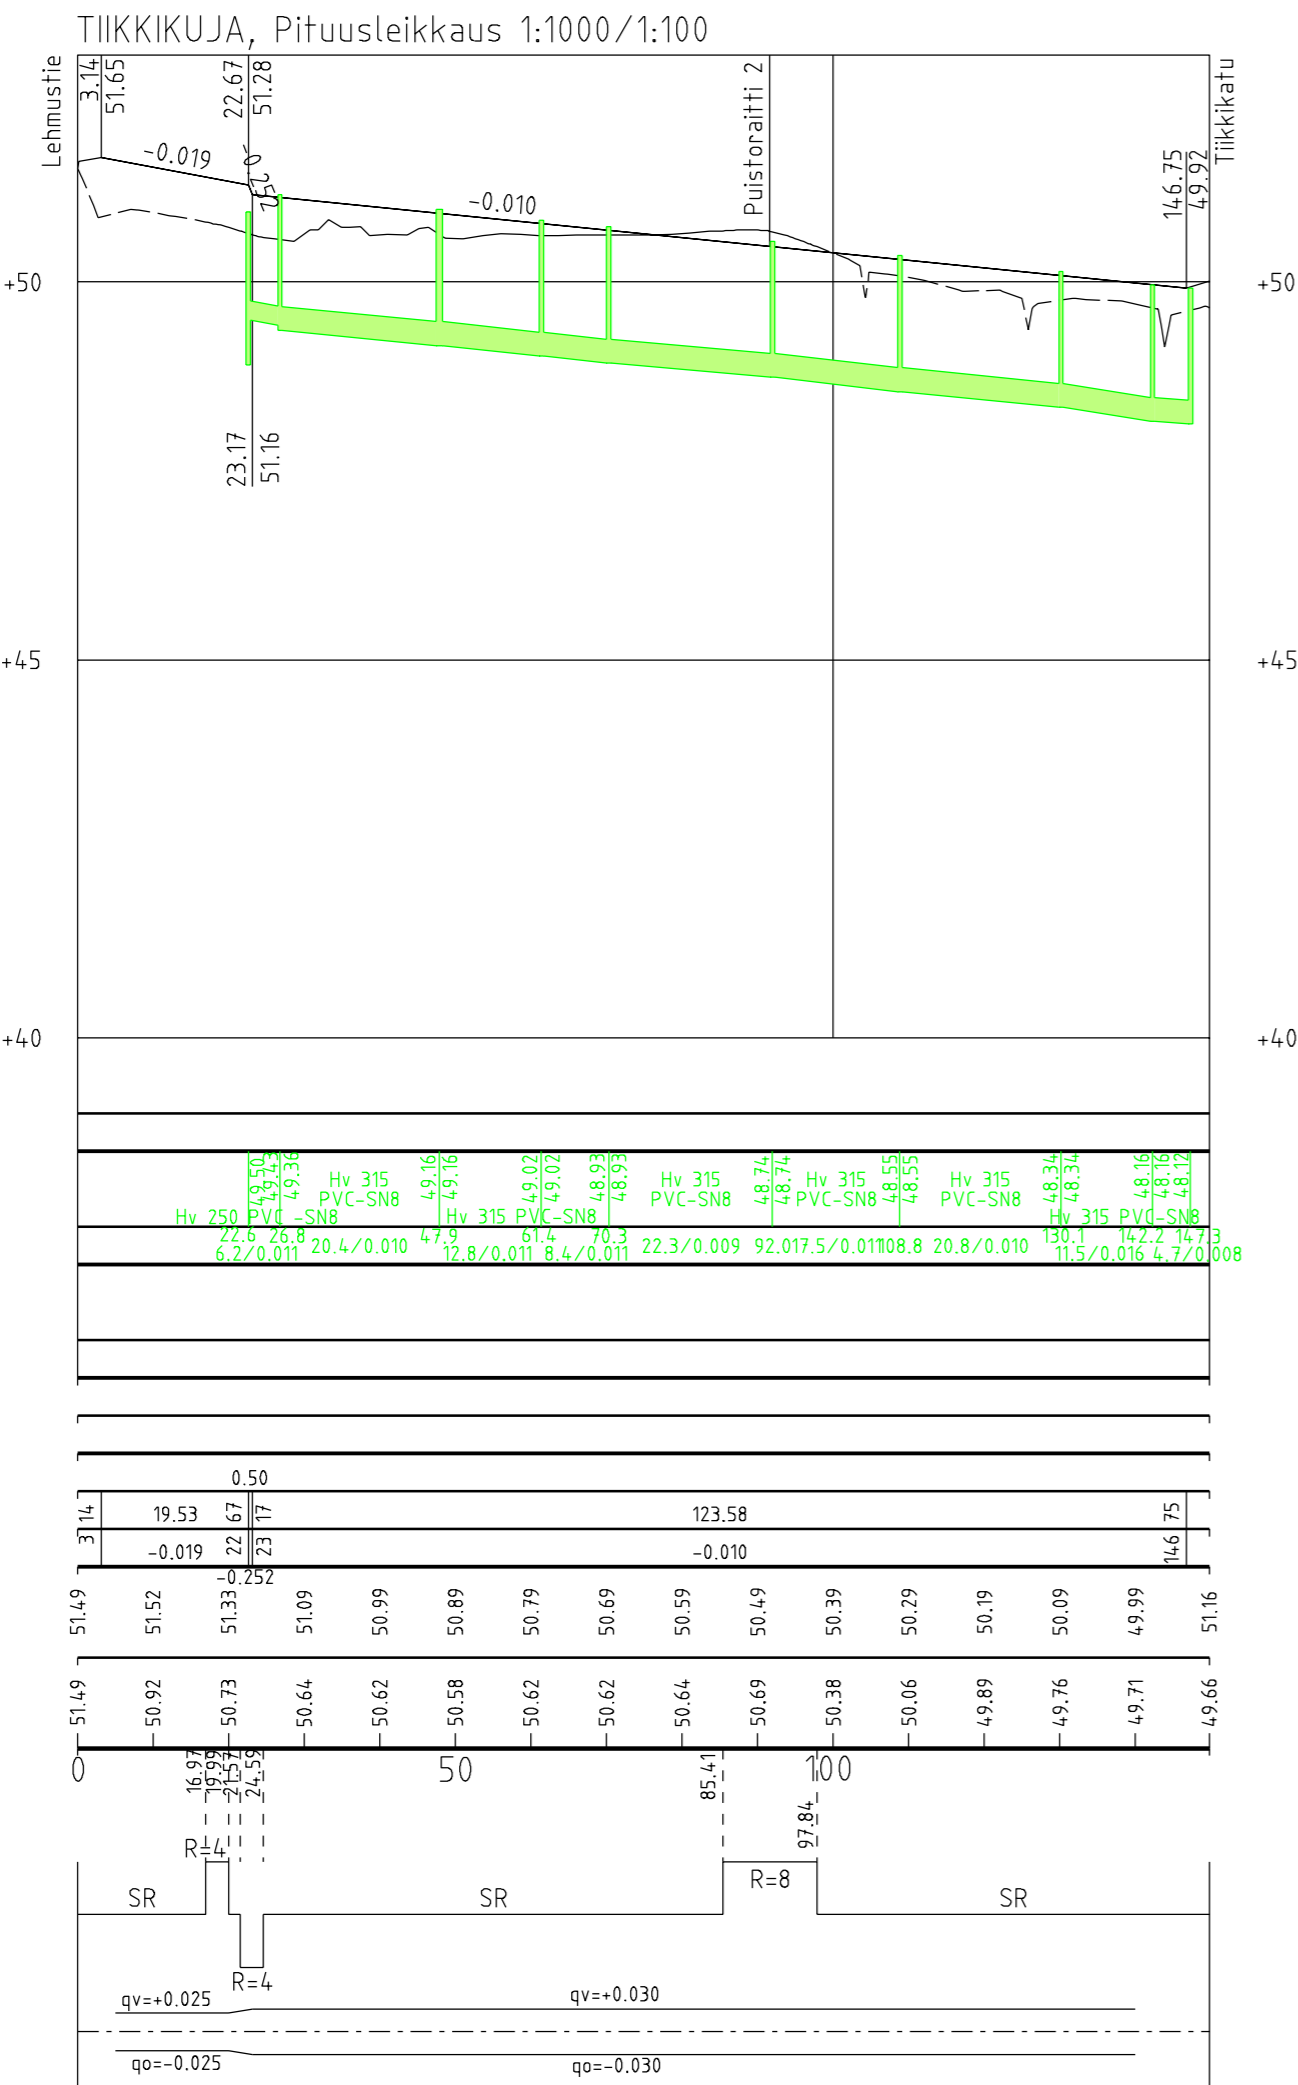 TIIKKIKUJA, Pituusleikkaus 1:1000/1:100
Lehmustie
3.14
51.65
22.67
51.28
Puistoraitti 2
146.75
49.92
Tiikkikatu
-0.019
-0.252
-0.010
+50
+50
23.17
51.16
+45
+45
+40
+40
49.50
49.43
49.36
49.16
49.16
49.02
49.02
48.93
48.93
48.74
48.74
48.55
48.55
48.34
48.34
48.16
48.16
48.12
Hv 315
PVC-SN8
Hv 315
PVC-SN8
Hv 315
PVC-SN8
Hv 315
PVC-SN8
Hv 250 PVC -SN8
Hv 315 PVC-SN8
Hv 315 PVC-SN8
22.6 26.8 47.9 61.4 70.3 92.0 108.8 130.1 142.2 147.3
6.2/0.011 20.4/0.010 12.8/0.011 8.4/0.011 22.3/0.009 17.5/0.011 20.8/0.010 11.5/0.016 4.7/0.008
0.50
3 14 19.53 22 67 23 17 123.58 146 75
-0.019 -0.010
-0.252
51.49 51.52 51.33 51.09 50.99 50.89 50.79 50.69 50.59 50.49 50.39 50.29 50.19 50.09 49.99 51.16
51.49 50.92 50.73 50.64 50.62 50.58 50.62 50.62 50.64 50.69 50.38 50.06 49.89 49.76 49.71 49.66
0 50 100
16.97 19.99 21.57 24.59 85.41 97.84
R=4
R=8
SR SR SR
R=4
qv=+0.025 qv=+0.030
qo=-0.025 qo=-0.030